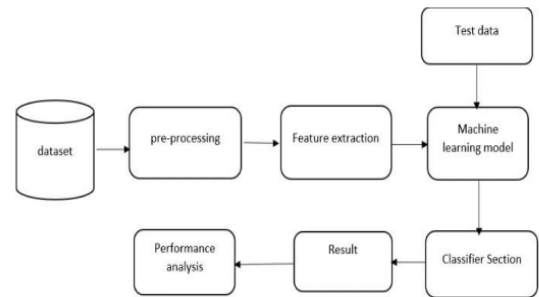 Test data
dataset
pre-processing
Feature extraction
Machine
learning model
Performance
analysis
Result
Classifier Section